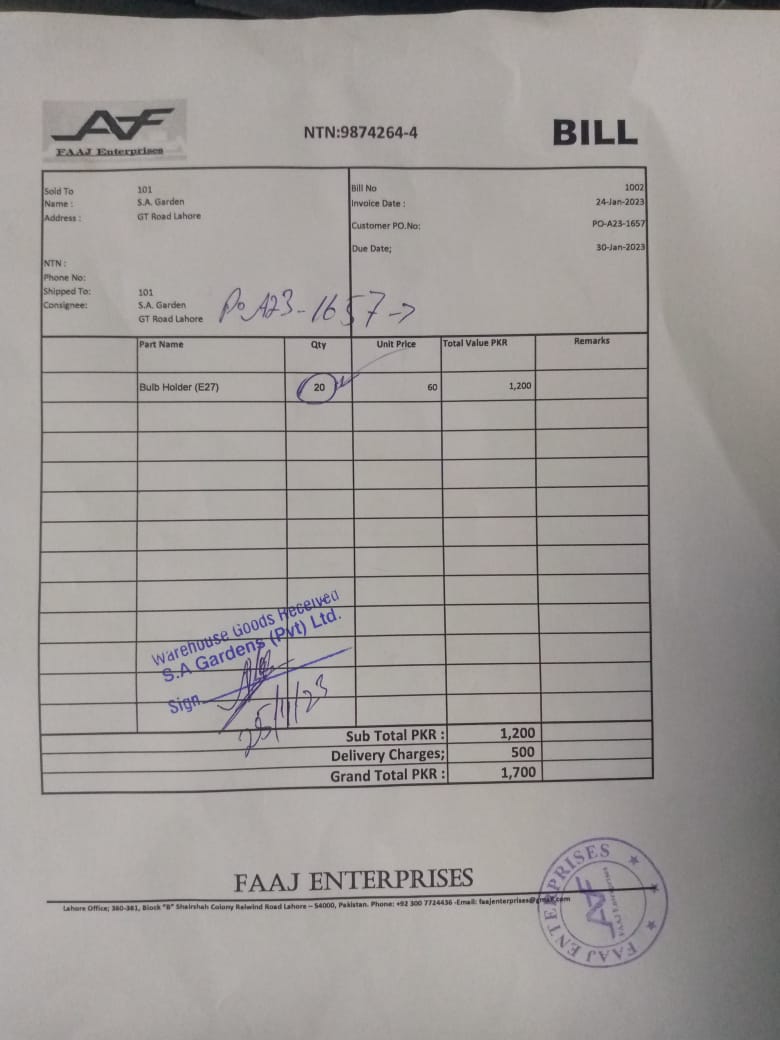 AF
FAAJ Enterprises
NTN:9874264-4
BILL
Sold To 101
Name : S.A. Garden
Address : GT Road Lahore
NTN :
Phone No:
Shipped To: 101
Consignee: S.A. Garden
GT Road Lahore
Bill No 1002
Invoice Date : 24-Jan-2023
Customer PO.No: PO-A23-1657
Due Date; 30-Jan-2023
Po A23-1657->
Part Name Qty Unit Price Total Value PKR Remarks
Bulb Holder (E27) 20 60 1,200
Warehouse Goods Received
S.A Gardens (Pvt) Ltd.
Sign
25/1/23
Sub Total PKR : 1,200
Delivery Charges; 500
Grand Total PKR : 1,700
FAAJ ENTERPRISES
Lahore Office; 380-381, Block "B" Shairshah Colony Raiwind Road Lahore – 54000, Pakistan. Phone: +92 300 7724436 -Email: faajenterprises@gmail.com
FAAJ ENTERPRISES
AF
FAAJ Enterprises